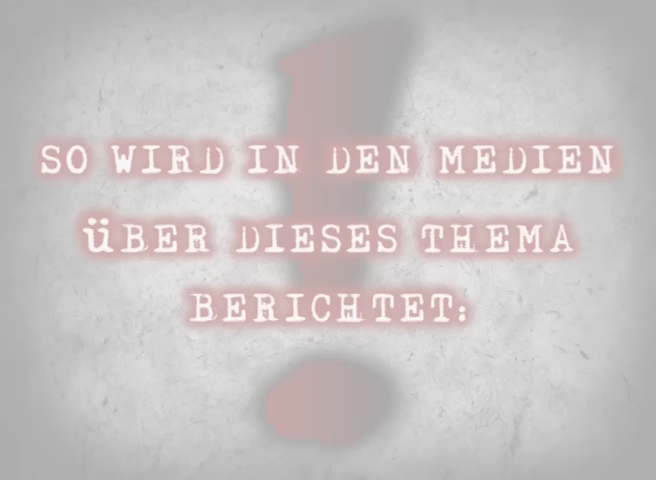 SO WIRD IN DEN MEDIEN
üBER DIESES THEMA
BERICHTET: